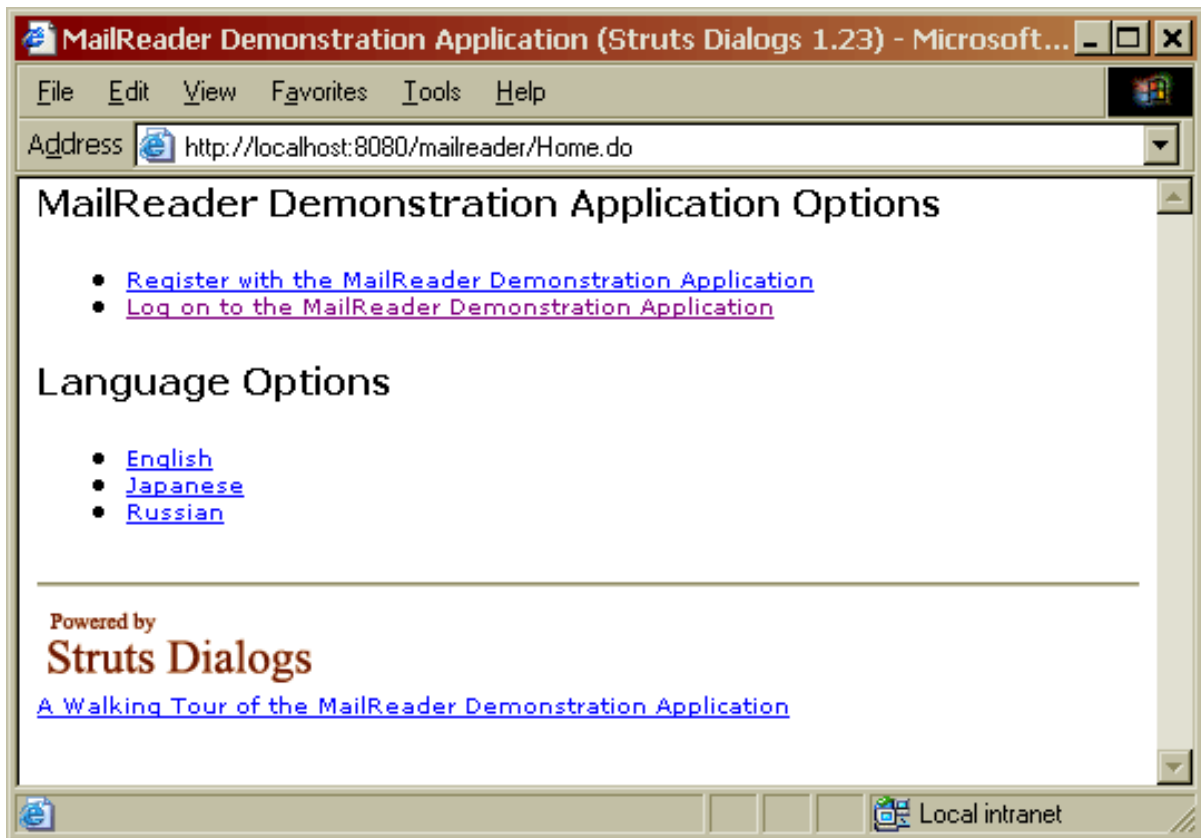 MailReader Demonstration Application (Struts Dialogs 1.23) - Microsoft...
File Edit View Favorites Tools Help
Address http://localhost:8080/mailreader/Home.do
MailReader Demonstration Application Options
Register with the MailReader Demonstration Application
Log on to the MailReader Demonstration Application
Language Options
English
Japanese
Russian
Powered by
Struts Dialogs
A Walking Tour of the MailReader Demonstration Application
Local intranet